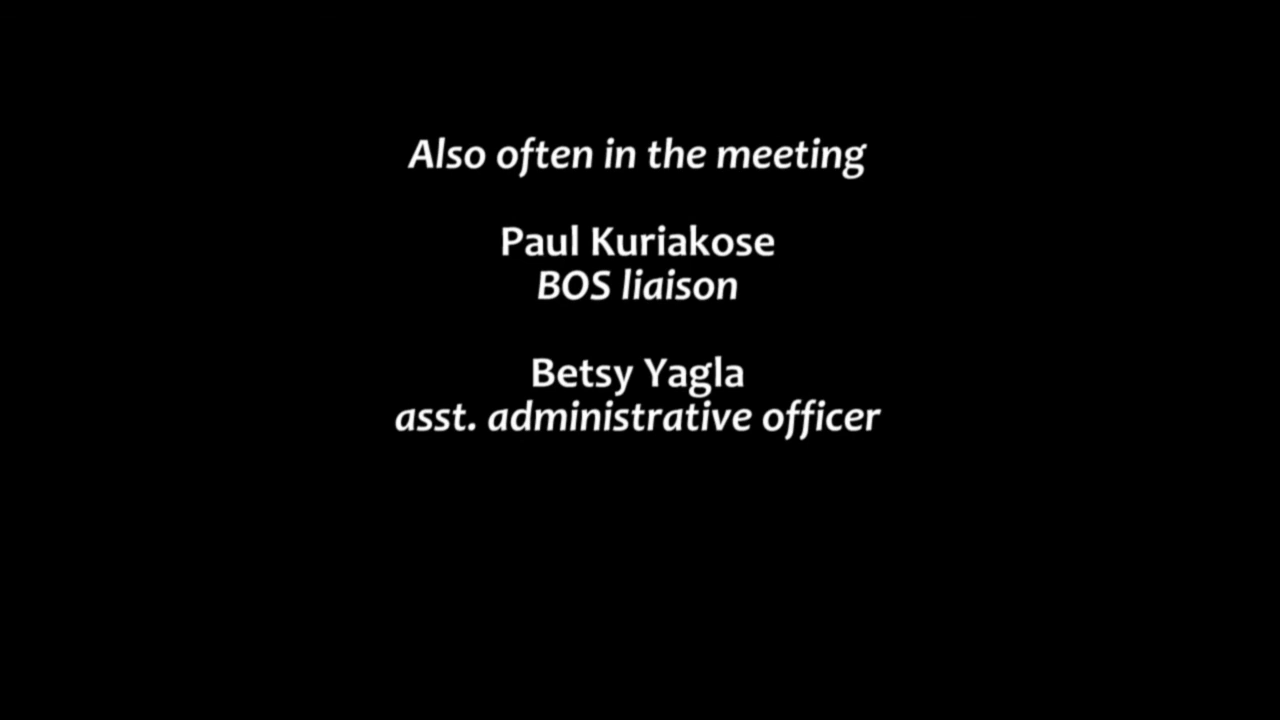 Also often in the meeting
Paul Kuriakose
BOS liaison
Betsy Yagla
asst. administrative officer